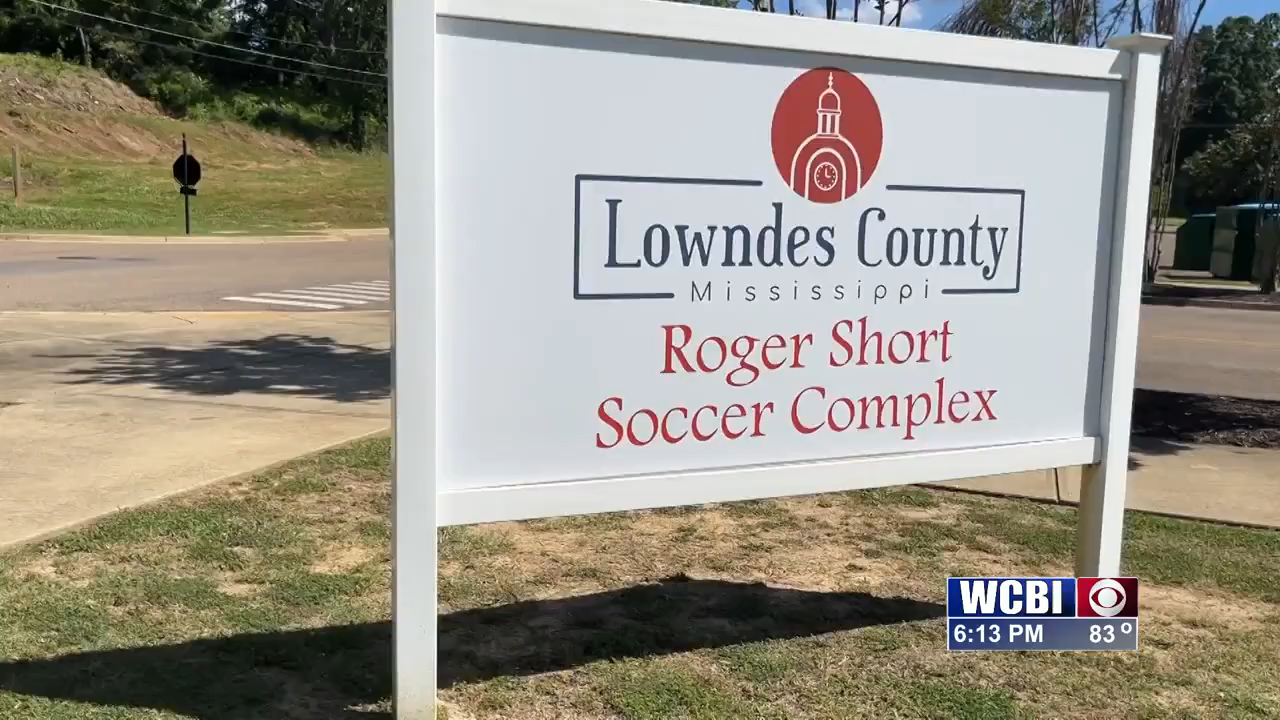 Lowndes County
Mississippi
Roger Short
Soccer Complex
WCBI
6:13 PM 83°